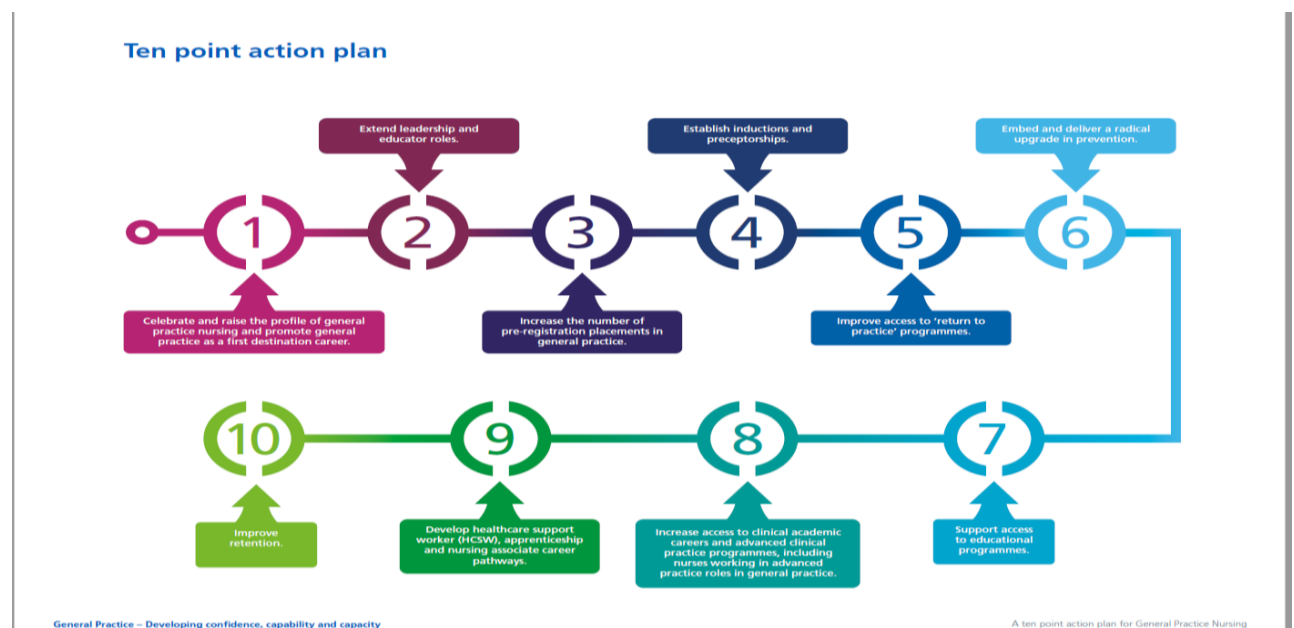 Ten point action plan
Extend leadership and
educator roles.
Establish inductions and
preceptorships.
Embed and deliver a radical
upgrade in prevention.
1
2
3
4
5
6
Celebrate and raise the profile of general
practice nursing and promote general
practice as a first destination career.
Increase the number of
pre-registration placements in
general practice.
Improve access to ‘return to
practice’ programmes.
10
9
8
7
Improve
retention.
Develop healthcare support
worker (HCSW), apprenticeship
and nursing associate career
pathways.
Increase access to clinical academic
careers and advanced clinical
practice programmes, including
nurses working in advanced
practice roles in general practice.
Support access
to educational
programmes.
General Practice – Developing confidence, capability and capacity
A ten point action plan for General Practice Nursing